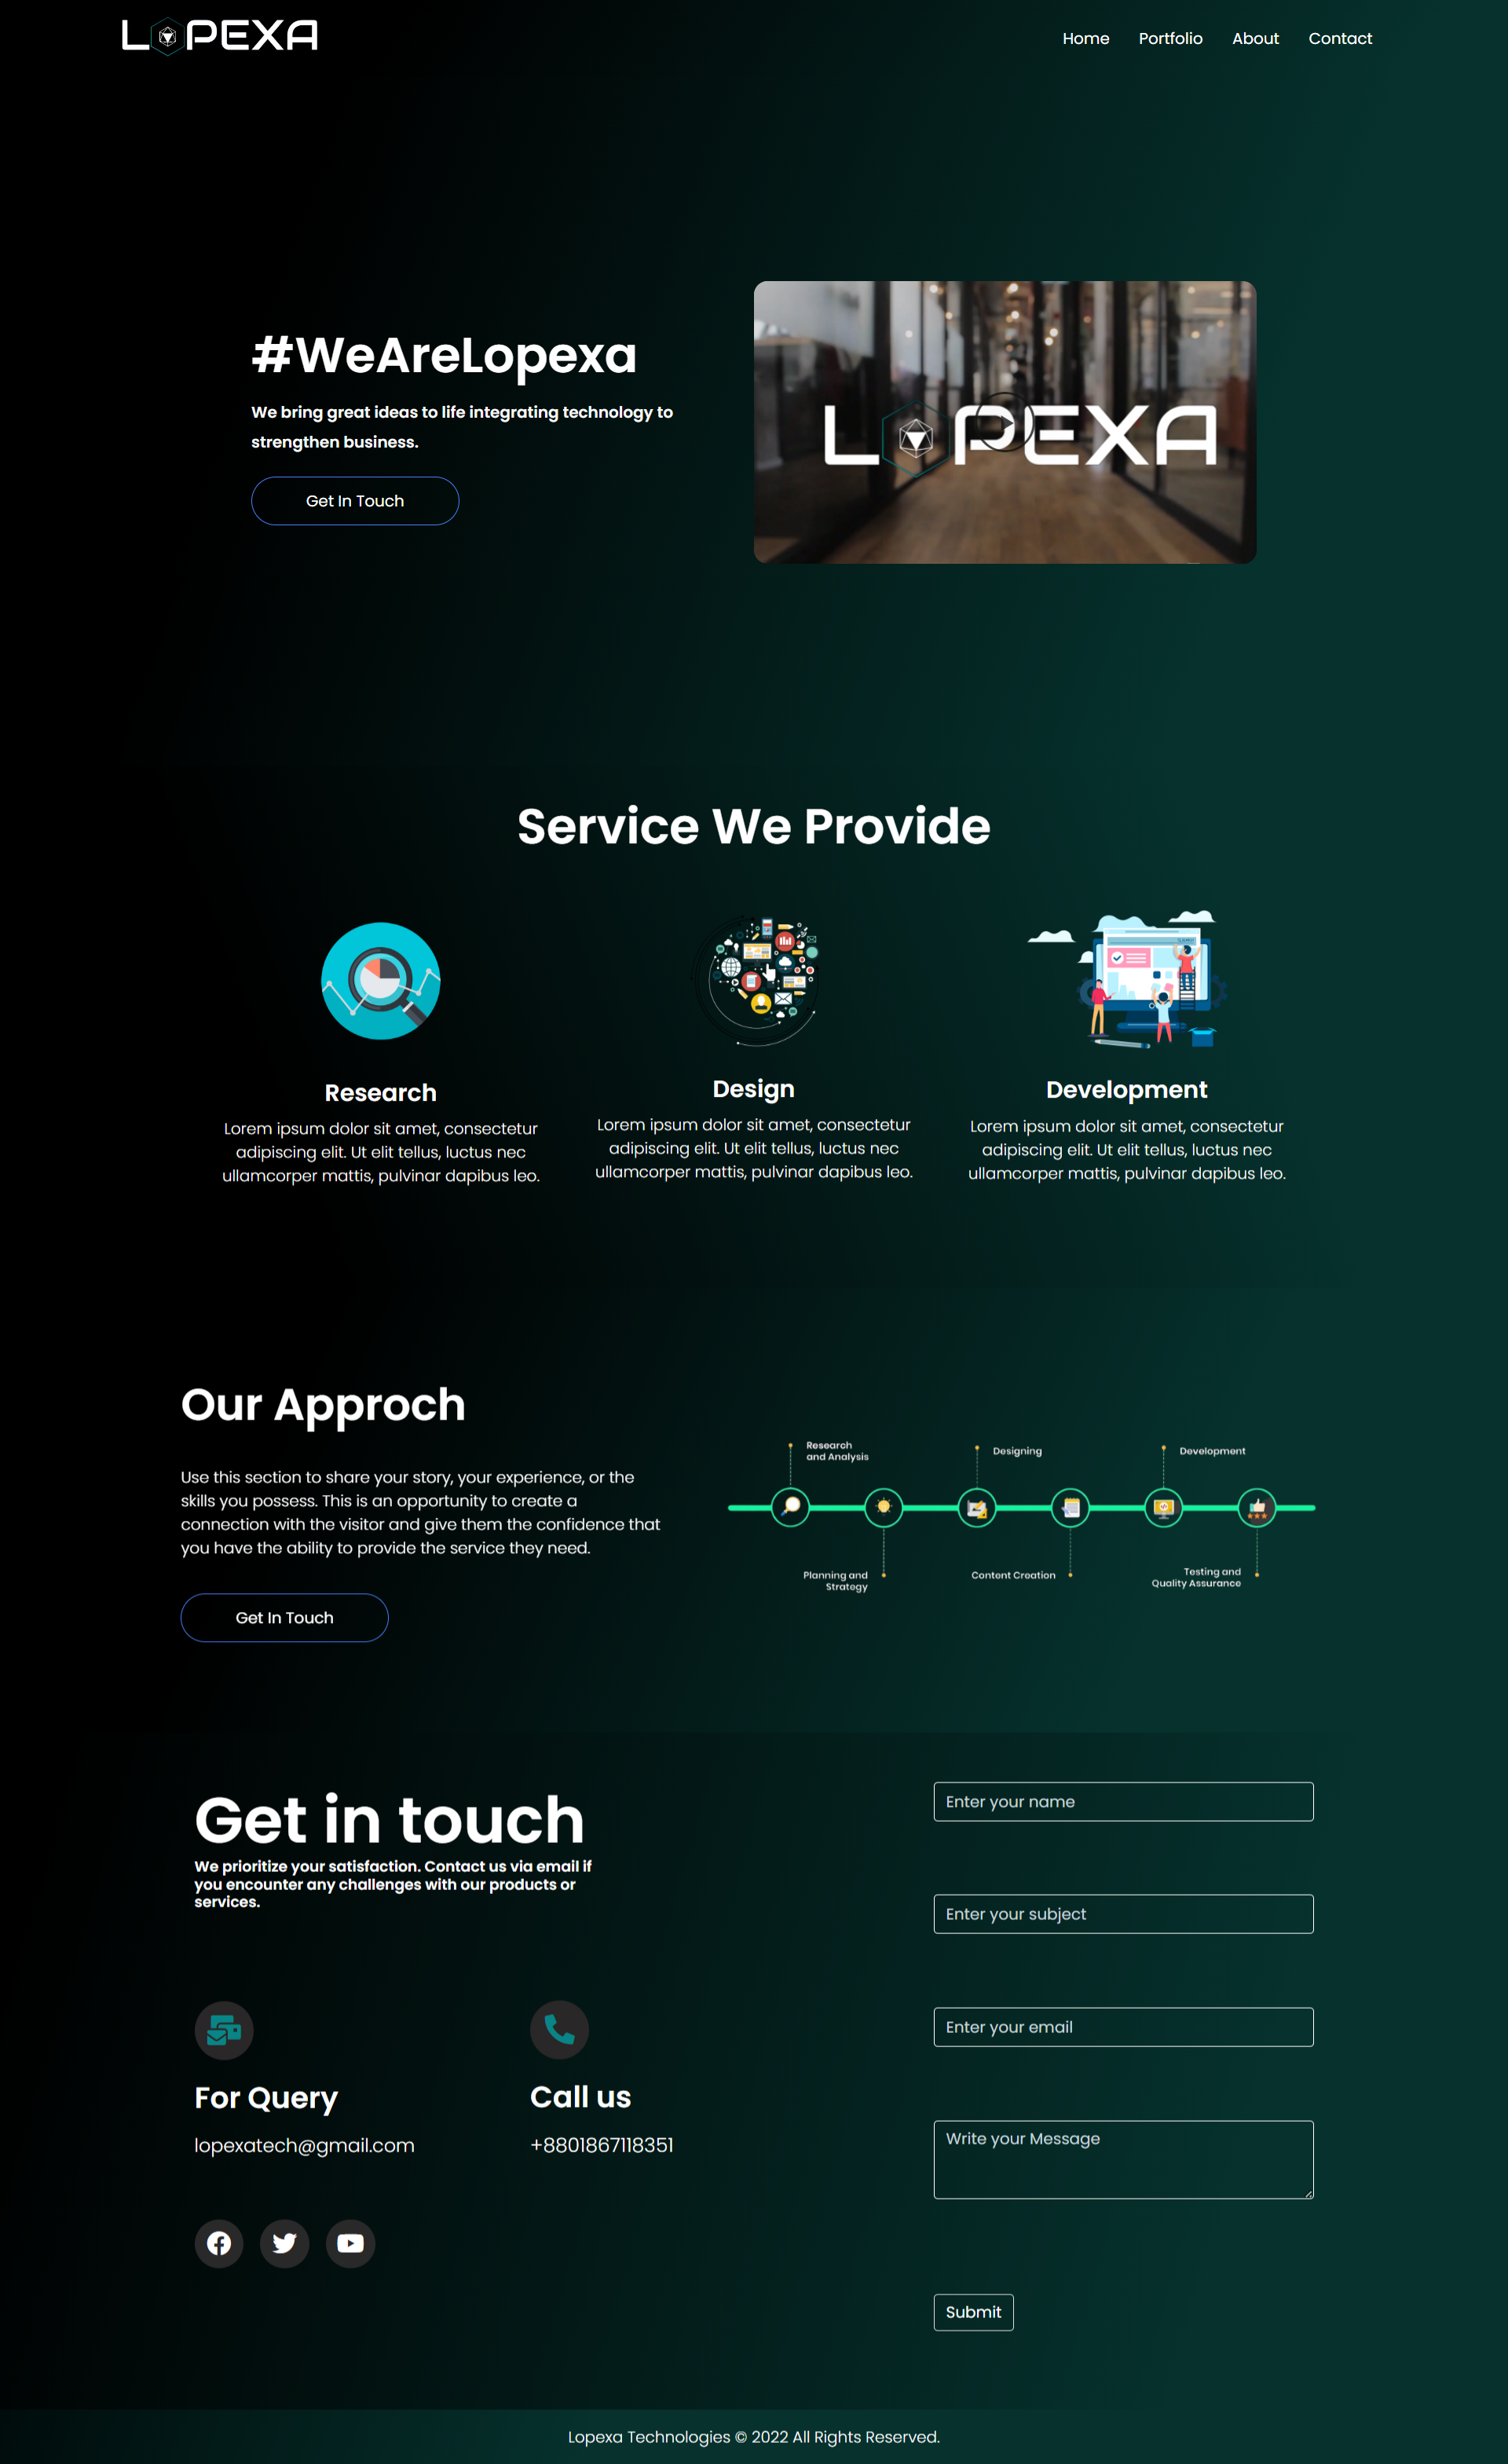 LOPEXA
Home
Portfolio
About
Contact
#WeAreLopexa
We bring great ideas to life integrating technology to
strengthen business.
Get In Touch
LOPEXA
Service We Provide
Research
Lorem ipsum dolor sit amet, consectetur
adipiscing elit. Ut elit tellus, luctus nec
ullamcorper mattis, pulvinar dapibus leo.
Design
Lorem ipsum dolor sit amet, consectetur
adipiscing elit. Ut elit tellus, luctus nec
ullamcorper mattis, pulvinar dapibus leo.
Development
Lorem ipsum dolor sit amet, consectetur
adipiscing elit. Ut elit tellus, luctus nec
ullamcorper mattis, pulvinar dapibus leo.
Our Approch
Use this section to share your story, your experience, or the
skills you possess. This is an opportunity to create a
connection with the visitor and give them the confidence that
you have the ability to provide the service they need.
Get In Touch
Research
and Analysis
Designing
Development
Planning and
Strategy
Content Creation
Testing and
Quality Assurance
Get in touch
We prioritize your satisfaction. Contact us via email if
you encounter any challenges with our products or
services.
For Query
lopexatech@gmail.com
Call us
+8801867118351
Enter your name
Enter your subject
Enter your email
Write your Message
Submit
Lopexa Technologies © 2022 All Rights Reserved.